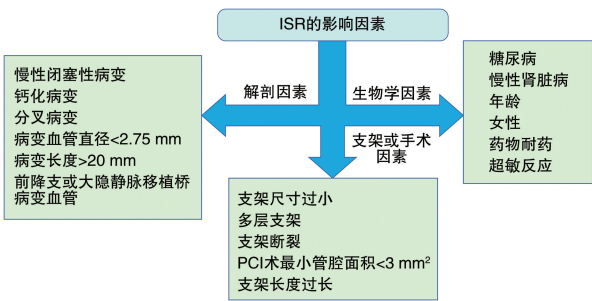 ISR的影响因素
解剖因素
生物学因素
支架或手术
因素
慢性闭塞性病变
钙化病变
分叉病变
病变血管直径<2.75 mm
病变长度>20 mm
前降支或大隐静脉移植桥
病变血管
糖尿病
慢性肾脏病
年龄
女性
药物耐药
超敏反应
支架尺寸过小
多层支架
支架断裂
PCI术最小管腔面积<3 mm²
支架长度过长